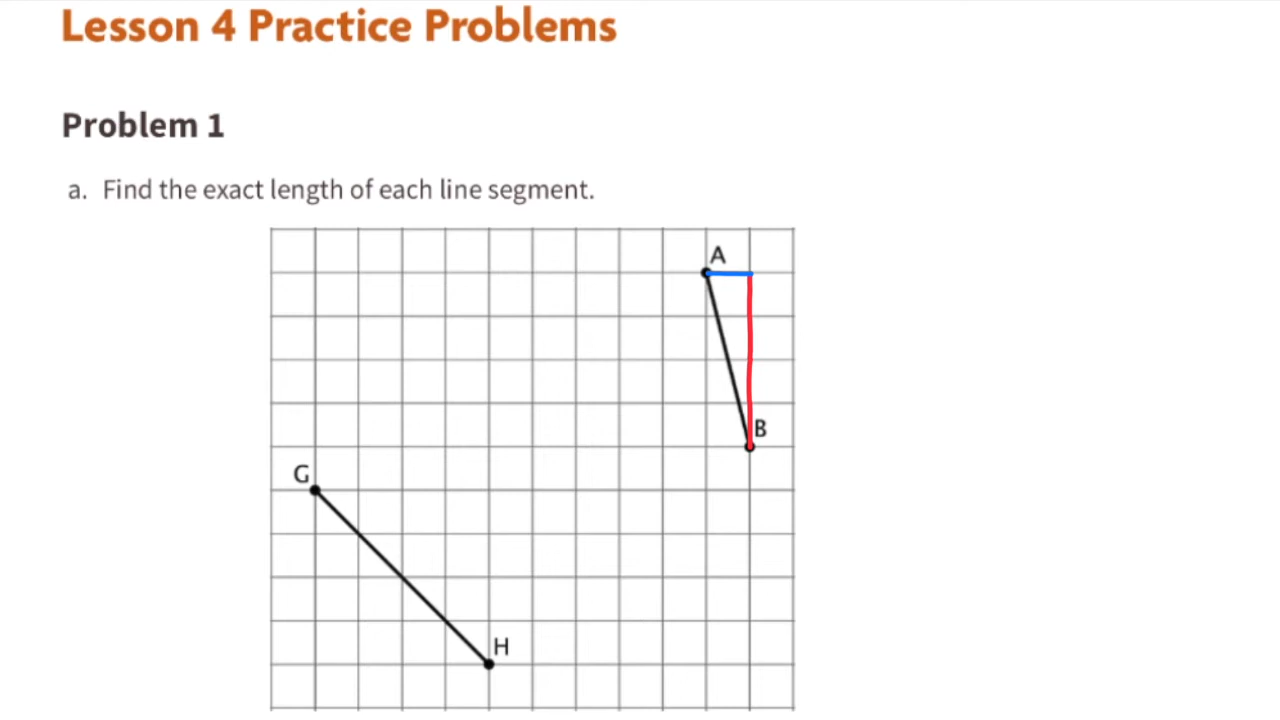 Lesson 4 Practice Problems
Problem 1
a. Find the exact length of each line segment.
A
B
G
H